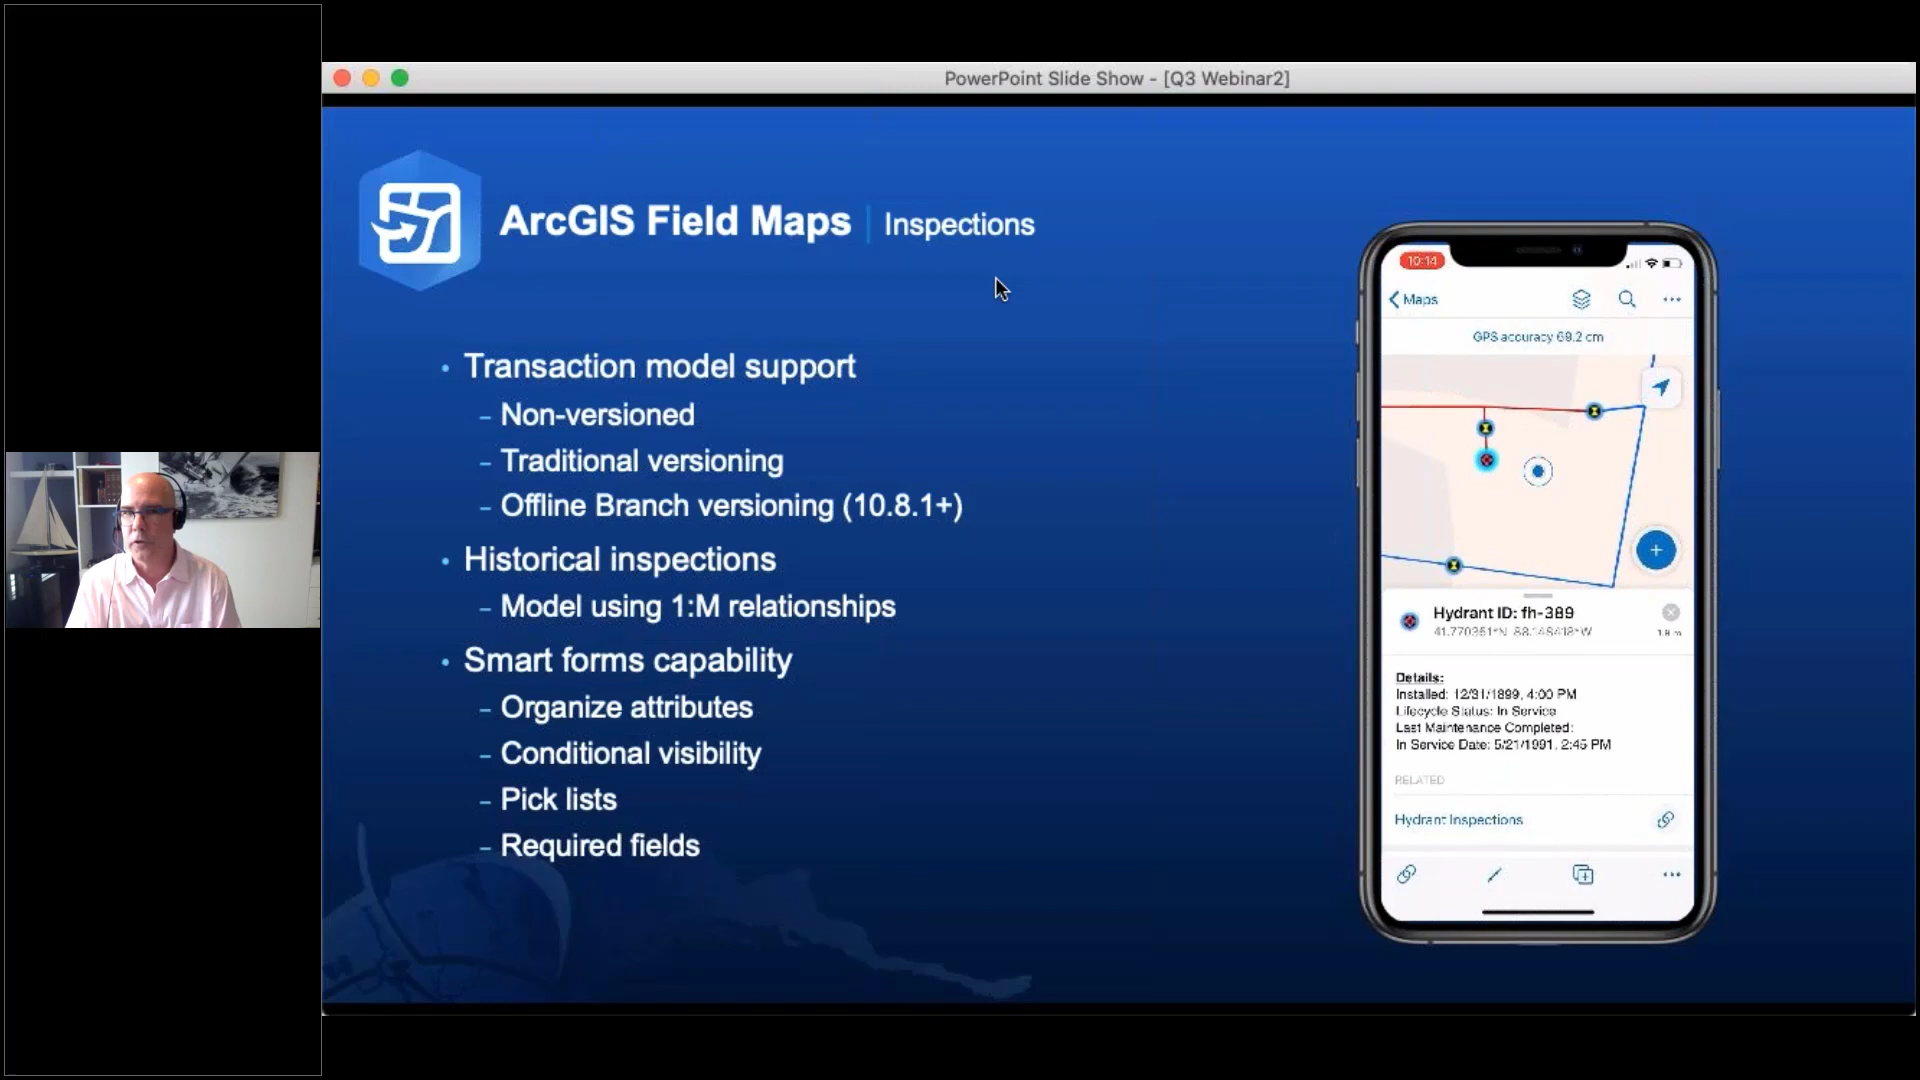 PowerPoint Slide Show - [Q3 Webinar2]
ArcGIS Field Maps | Inspections
• Transaction model support
– Non-versioned
– Traditional versioning
– Offline Branch versioning (10.8.1+)
• Historical inspections
– Model using 1:M relationships
• Smart forms capability
– Organize attributes
– Conditional visibility
– Pick lists
– Required fields
10:14
Maps
GPS accuracy 69.2 cm
Hydrant ID: fh-389
41.770351°N 88.148418°W
Details:
Installed: 12/31/1899, 4:00 PM
Lifecycle Status: In Service
Last Maintenance Completed:
In Service Date: 5/21/1991, 2:45 PM
RELATED
Hydrant Inspections